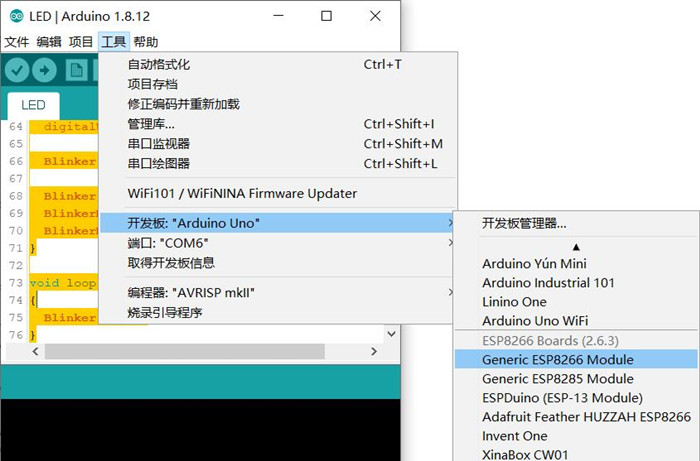 LED | Arduino 1.8.12
文件 编辑 项目 工具 帮助
LED
自动格式化 Ctrl+T
项目存档
修正编码并重新加载
管理库... Ctrl+Shift+I
串口监视器 Ctrl+Shift+M
串口绘图器 Ctrl+Shift+L
WiFi101 / WiFiNINA Firmware Updater
开发板: "Arduino Uno"
端口: "COM6"
取得开发板信息
编程器: "AVRISP mkII"
烧录引导程序
64
65
66 Blinker
67
68 Blinker
69 Blinker
70 Blinker
71 }
72
73 void loop
74 {
75 Blinker
76 }
开发板管理器...
Arduino Yún Mini
Arduino Industrial 101
Linino One
Arduino Uno WiFi
ESP8266 Boards (2.6.3)
Generic ESP8266 Module
Generic ESP8285 Module
ESPDuino (ESP-13 Module)
Adafruit Feather HUZZAH ESP8266
Invent One
XinaBox CW01